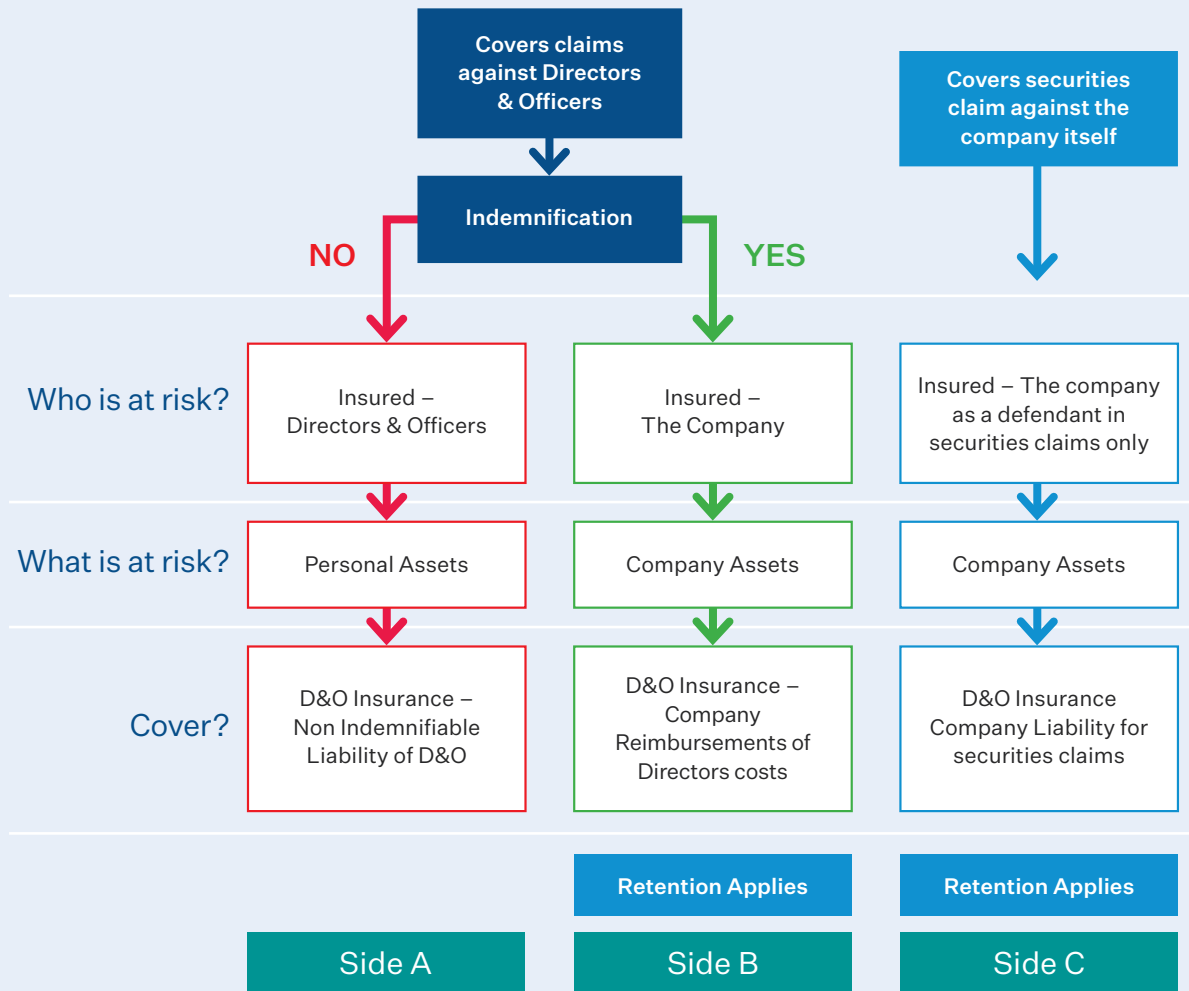 Covers claims
against Directors
& Officers
Covers securities
claim against the
company itself
Indemnification
NO
YES
Who is at risk?
Insured –
Directors & Officers
Insured –
The Company
Insured – The company
as a defendant in
securities claims only
What is at risk?
Personal Assets
Company Assets
Company Assets
Cover?
D&O Insurance –
Non Indemnifiable
Liability of D&O
D&O Insurance –
Company
Reimbursements of
Directors costs
D&O Insurance
Company Liability for
securities claims
Retention Applies
Retention Applies
Side A
Side B
Side C